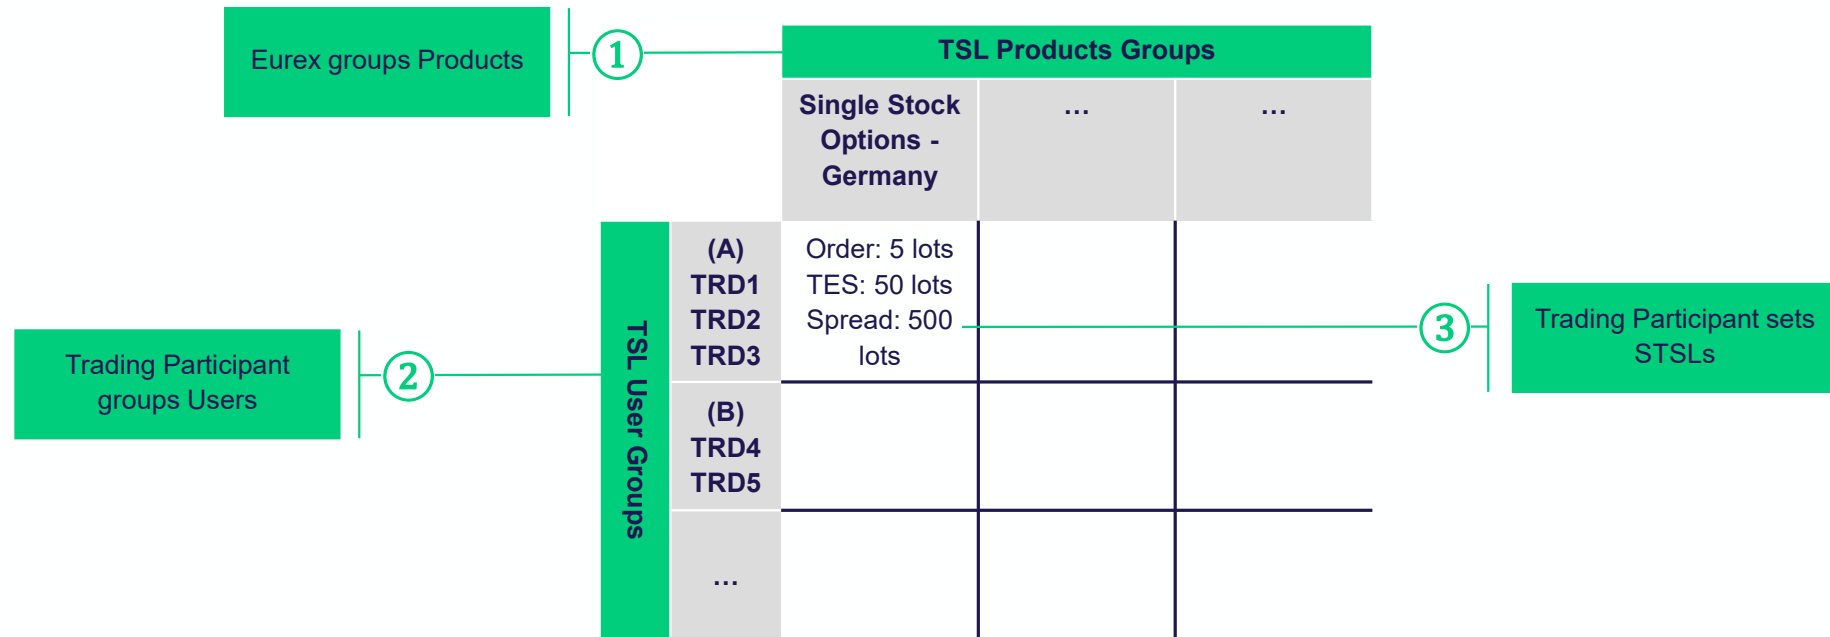 Eurex groups Products
1
TSL Products Groups
Single Stock
Options -
Germany
...
...
TSL User Groups
(A)
TRD1
TRD2
TRD3
Order: 5 lots
TES: 50 lots
Spread: 500
lots
3
Trading Participant sets
STSLs
Trading Participant
groups Users
2
(B)
TRD4
TRD5
...